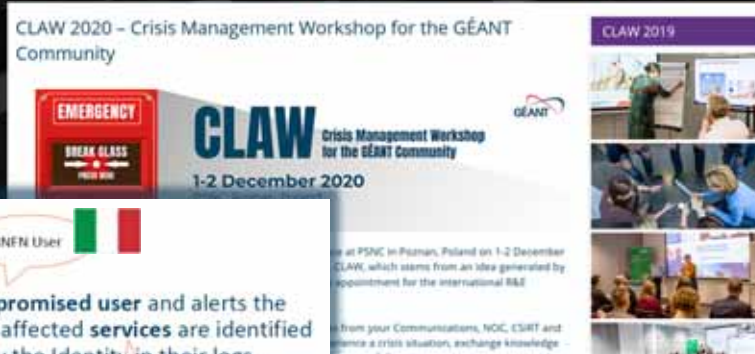 CLAW 2020 – Crisis Management Workshop for the GÉANT
Community
CLAW 2019
EMERGENCY
BREAK GLASS
PRESS HERE
CLAW
Crisis Management Workshop
for the GÉANT Community
GÉANT
1-2 December 2020
INFN User
promised user and alerts the
affected services are identified
the Identity in their logs
at PSNC in Poznan, Poland on 1-2 December
CLAW, which stems from an idea generated by
appointment for the international R&E
from your Communications, NOC, CSIRT and
a crisis situation, exchange knowledge